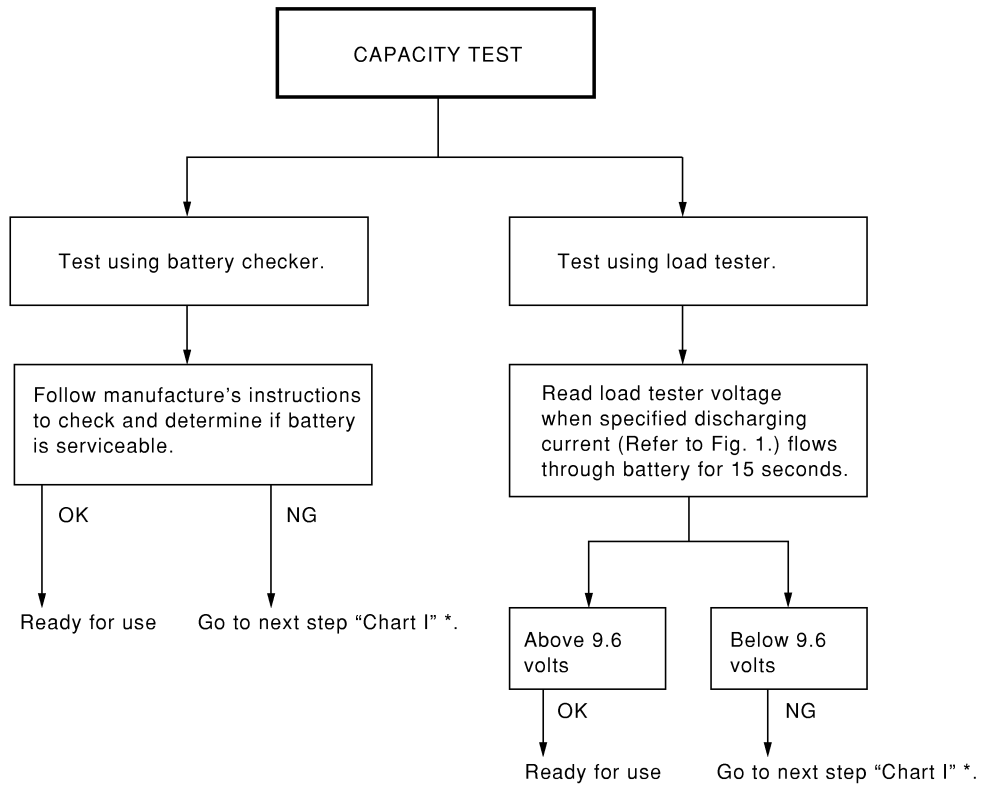 CAPACITY TEST
Test using battery checker.
Test using load tester.
Follow manufacture’s instructions
to check and determine if battery
is serviceable.
Read load tester voltage
when specified discharging
current (Refer to Fig. 1.) flows
through battery for 15 seconds.
OK
NG
Ready for use
Go to next step “Chart I” *.
Above 9.6
volts
Below 9.6
volts
OK
NG
Ready for use
Go to next step “Chart I” *.